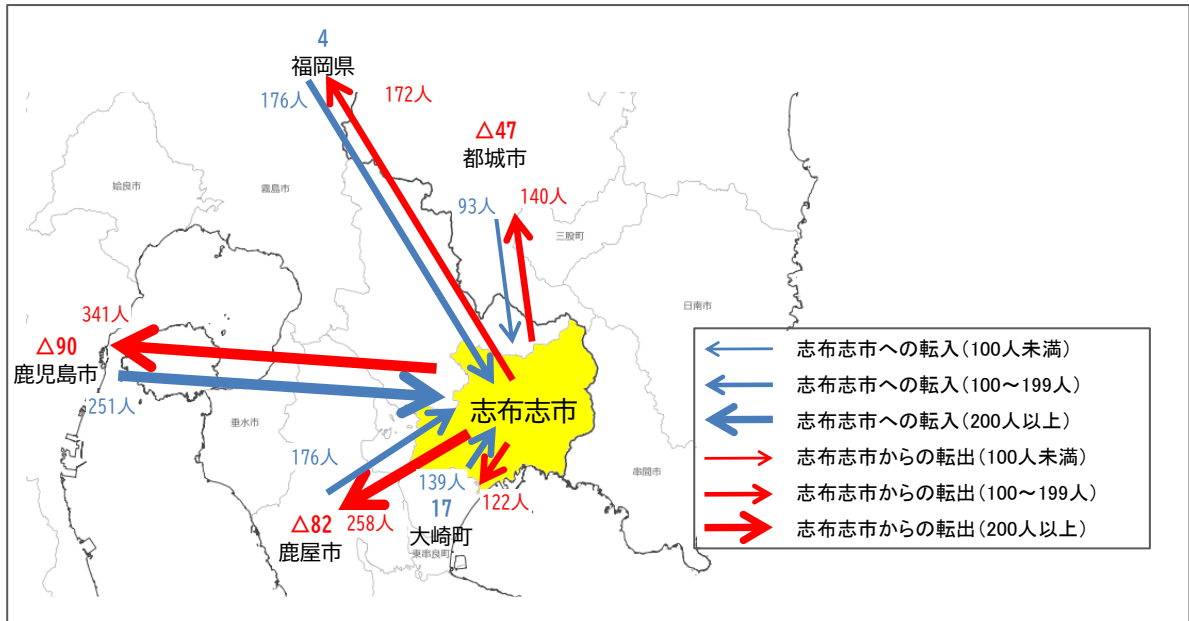 4
福岡県
176人
172人
△47
都城市
姶良市
霧島市
93人
140人
三股町
日南市
341人
△90
鹿児島市
251人
垂水市
志布志市
176人
139人
122人
串間市
17
△82
258人
大崎町
鹿屋市
東串良町
志布志市への転入(100人未満)
志布志市への転入(100～199人)
志布志市への転入(200人以上)
志布志市からの転出(100人未満)
志布志市からの転出(100～199人)
志布志市からの転出(200人以上)